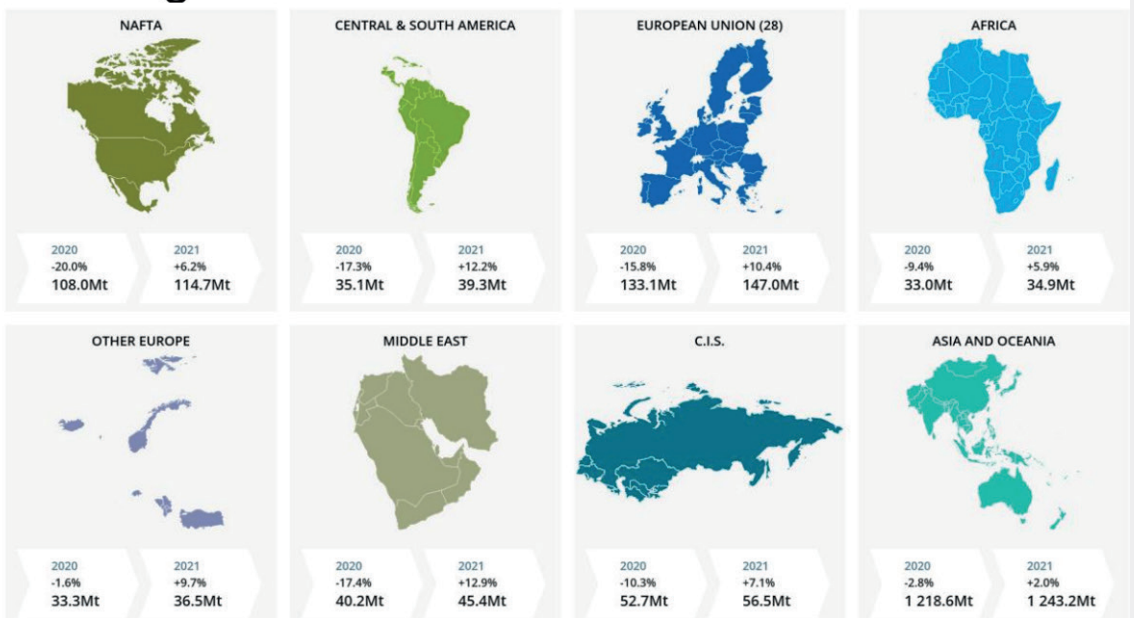 NAFTA
2020
-20.0%
108.0Mt
2021
+6.2%
114.7Mt
CENTRAL & SOUTH AMERICA
2020
-17.3%
35.1Mt
2021
+12.2%
39.3Mt
EUROPEAN UNION (28)
2020
-15.8%
133.1Mt
2021
+10.4%
147.0Mt
AFRICA
2020
-9.4%
33.0Mt
2021
+5.9%
34.9Mt
OTHER EUROPE
2020
-1.6%
33.3Mt
2021
+9.7%
36.5Mt
MIDDLE EAST
2020
-17.4%
40.2Mt
2021
+12.9%
45.4Mt
C.I.S.
2020
-10.3%
52.7Mt
2021
+7.1%
56.5Mt
ASIA AND OCEANIA
2020
-2.8%
1 218.6Mt
2021
+2.0%
1 243.2Mt